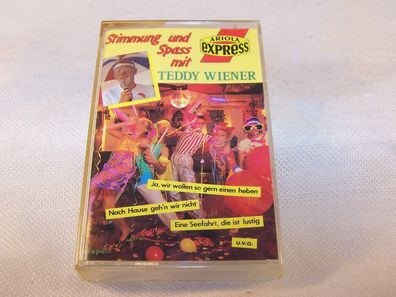 Stimmung und
Spass
mit
TEDDY WIENER
ARIOLA
express
Ja, wir wollen so gern einen heben
Nach Hause geh'n wir nicht
Eine Seefahrt, die ist lustig
u.v.a.